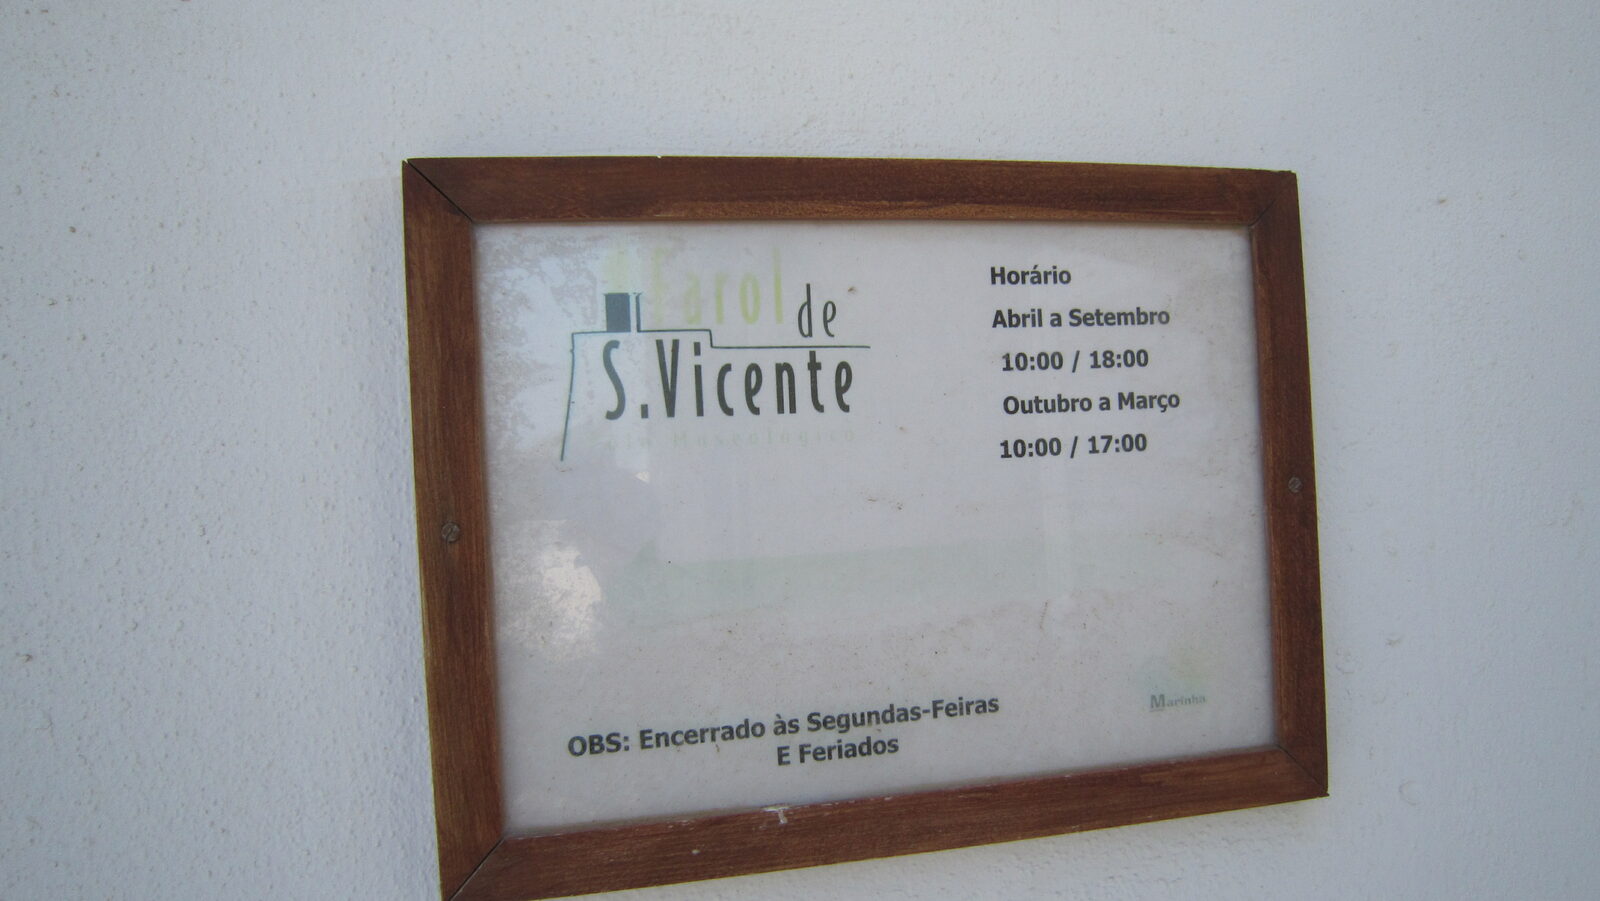 Farol de
S. Vicente
Museológico
Horário
Abril a Setembro
10:00 / 18:00
Outubro a Março
10:00 / 17:00
OBS: Encerrado às Segundas-Feiras
E Feriados
Marinha